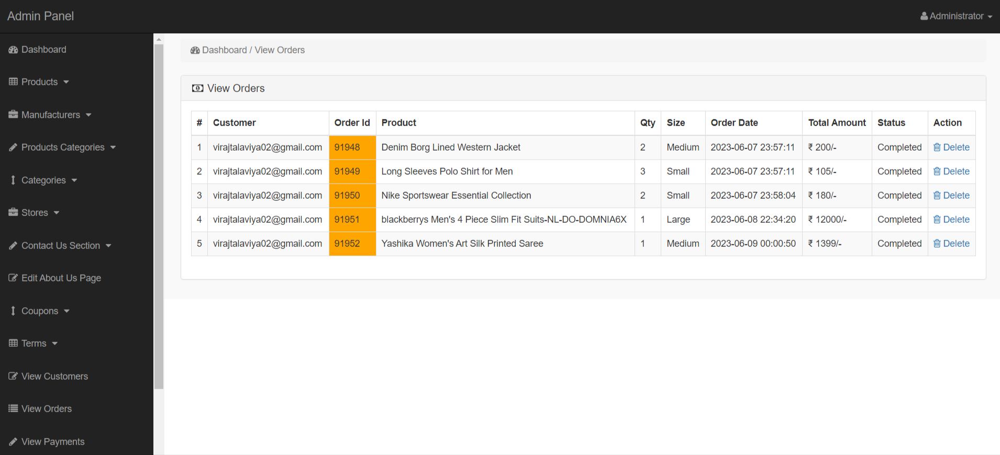 Admin Panel
Administrator
Dashboard
Products
Manufacturers
Products Categories
Categories
Stores
Contact Us Section
Edit About Us Page
Coupons
Terms
View Customers
View Orders
View Payments
Dashboard / View Orders
View Orders
# Customer Order Id Product Qty Size Order Date Total Amount Status Action
1 virajtalaviya02@gmail.com 91948 Denim Borg Lined Western Jacket 2 Medium 2023-06-07 23:57:11 ₹ 200/- Completed Delete
2 virajtalaviya02@gmail.com 91949 Long Sleeves Polo Shirt for Men 3 Small 2023-06-07 23:57:11 ₹ 105/- Completed Delete
3 virajtalaviya02@gmail.com 91950 Nike Sportswear Essential Collection 2 Small 2023-06-07 23:58:04 ₹ 180/- Completed Delete
4 virajtalaviya02@gmail.com 91951 blackberrys Men's 4 Piece Slim Fit Suits-NL-DO-DOMNIA6X 1 Large 2023-06-08 22:34:20 ₹ 12000/- Completed Delete
5 virajtalaviya02@gmail.com 91952 Yashika Women's Art Silk Printed Saree 1 Medium 2023-06-09 00:00:50 ₹ 1399/- Completed Delete